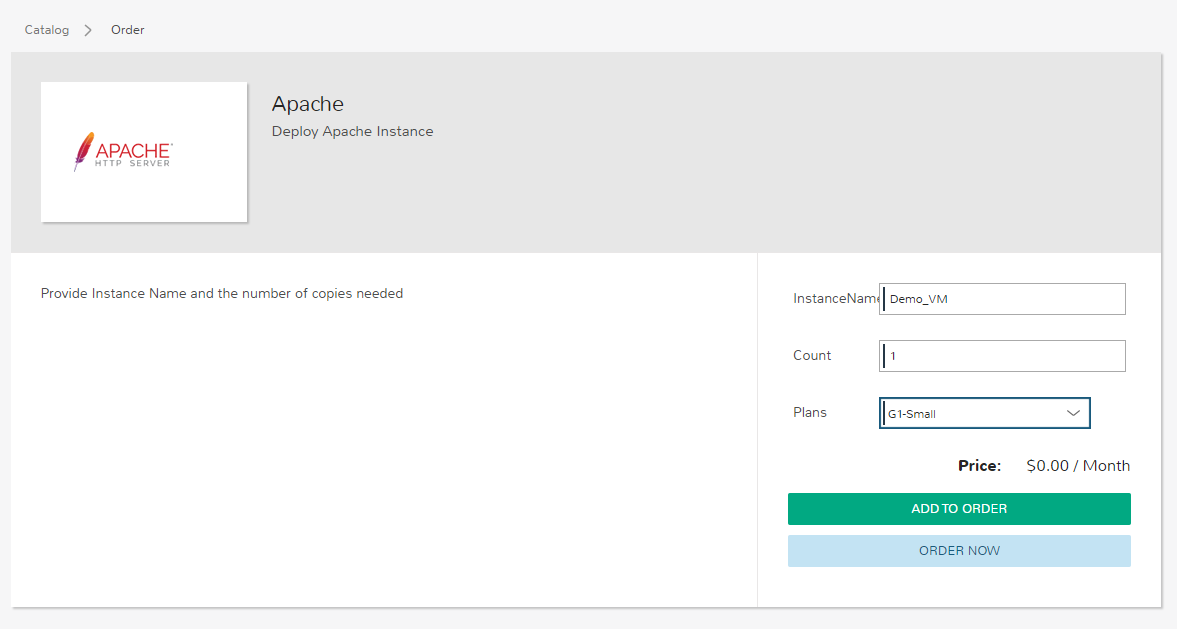 Catalog > Order
APACHE
HTTP SERVER
Apache
Deploy Apache Instance
Provide Instance Name and the number of copies needed
InstanceName Demo_VM
Count 1
Plans G1-Small
Price: $0.00 / Month
ADD TO ORDER
ORDER NOW